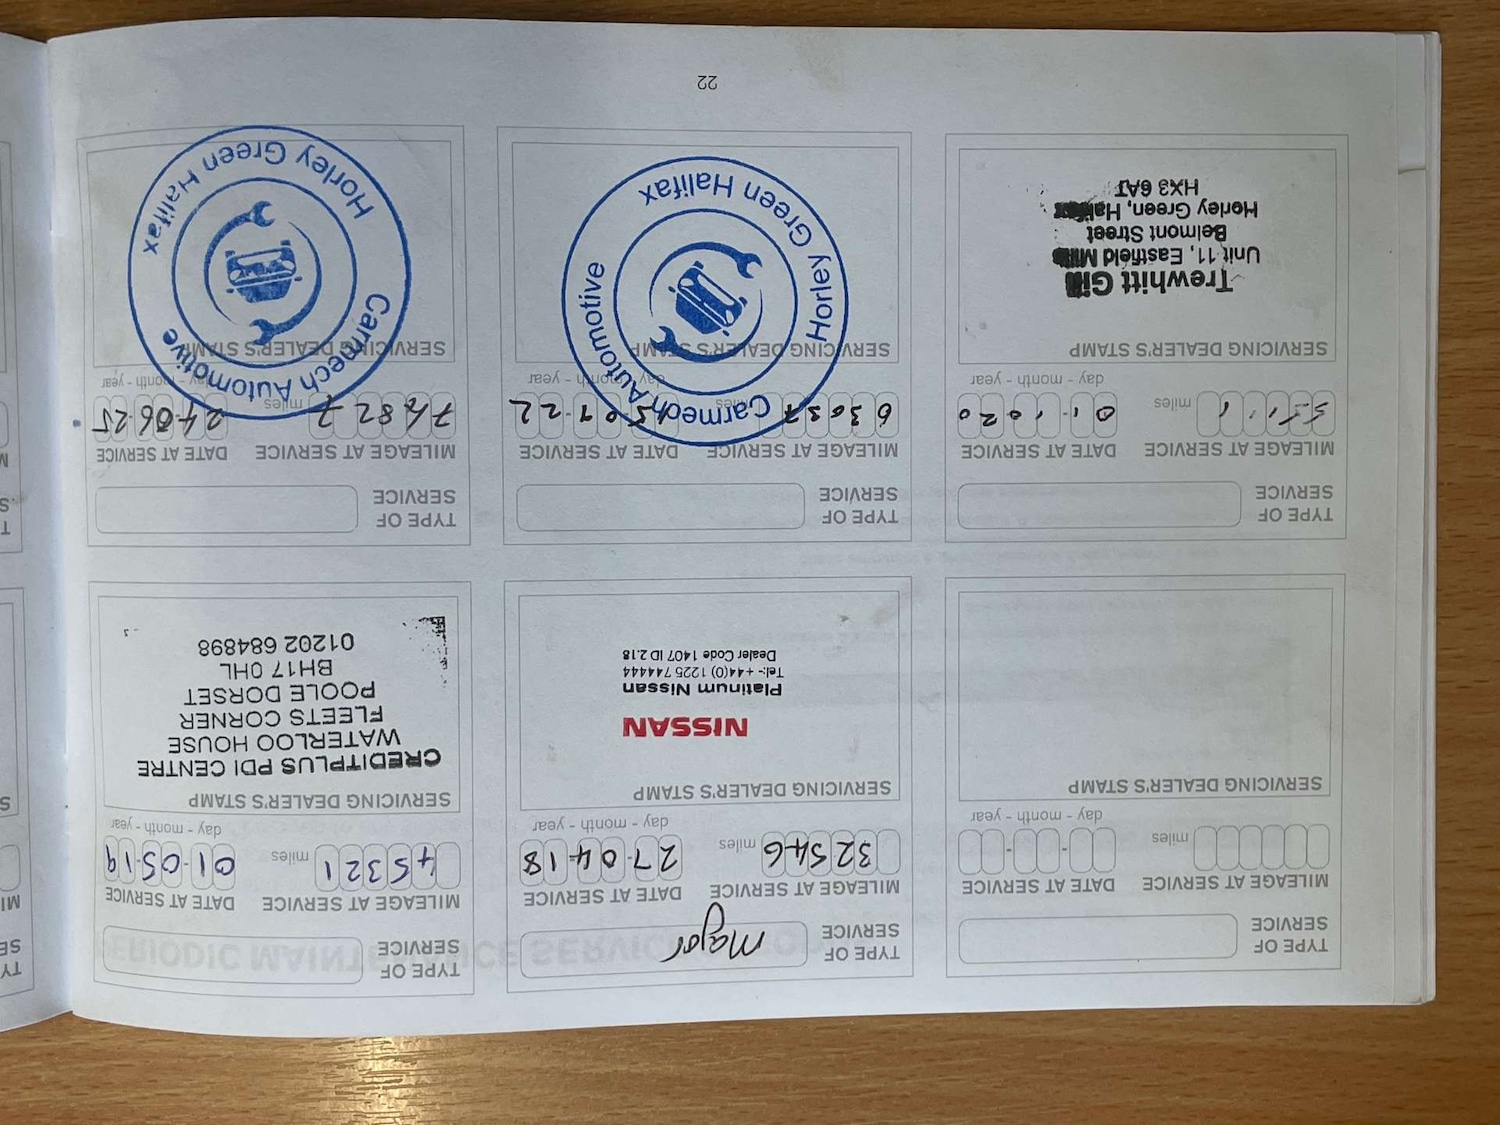 TYPE OF
SERVICE
MILEAGE AT SERVICE
DATE AT SERVICE
miles
day - month - year
SERVICING DEALER'S STAMP
TYPE OF
SERVICE
Major
MILEAGE AT SERVICE
DATE AT SERVICE
32546 miles
27-04-18
day - month - year
SERVICING DEALER'S STAMP
NISSAN
Platinum Nissan
Tel:- +44(0) 1225 744444
Dealer Code 1407 ID 2.18
TYPE OF
SERVICE
MILEAGE AT SERVICE
DATE AT SERVICE
45321 miles
01-05-19
day - month - year
SERVICING DEALER'S STAMP
CREDITPLUS PDI CENTRE
WATERLOO HOUSE
FLEETS CORNER
POOLE DORSET
BH17 0HL
01202 684898
TYPE OF
SERVICE
MILEAGE AT SERVICE
DATE AT SERVICE
miles
01-10-20
day - month - year
SERVICING DEALER'S STAMP
Trewhitt Gill
Unit 11, Eastfield Mills
Belmont Street
Horley Green, Halifax
HX3 6AT
TYPE OF
SERVICE
MILEAGE AT SERVICE
DATE AT SERVICE
63037 miles
day - month - year
SERVICING DEALER'S STAMP
Carmech Automotive
Horley Green Halifax
TYPE OF
SERVICE
MILEAGE AT SERVICE
DATE AT SERVICE
74827 miles
24-06-25
day - month - year
SERVICING DEALER'S STAMP
Carmech Automotive
Horley Green Halifax
22